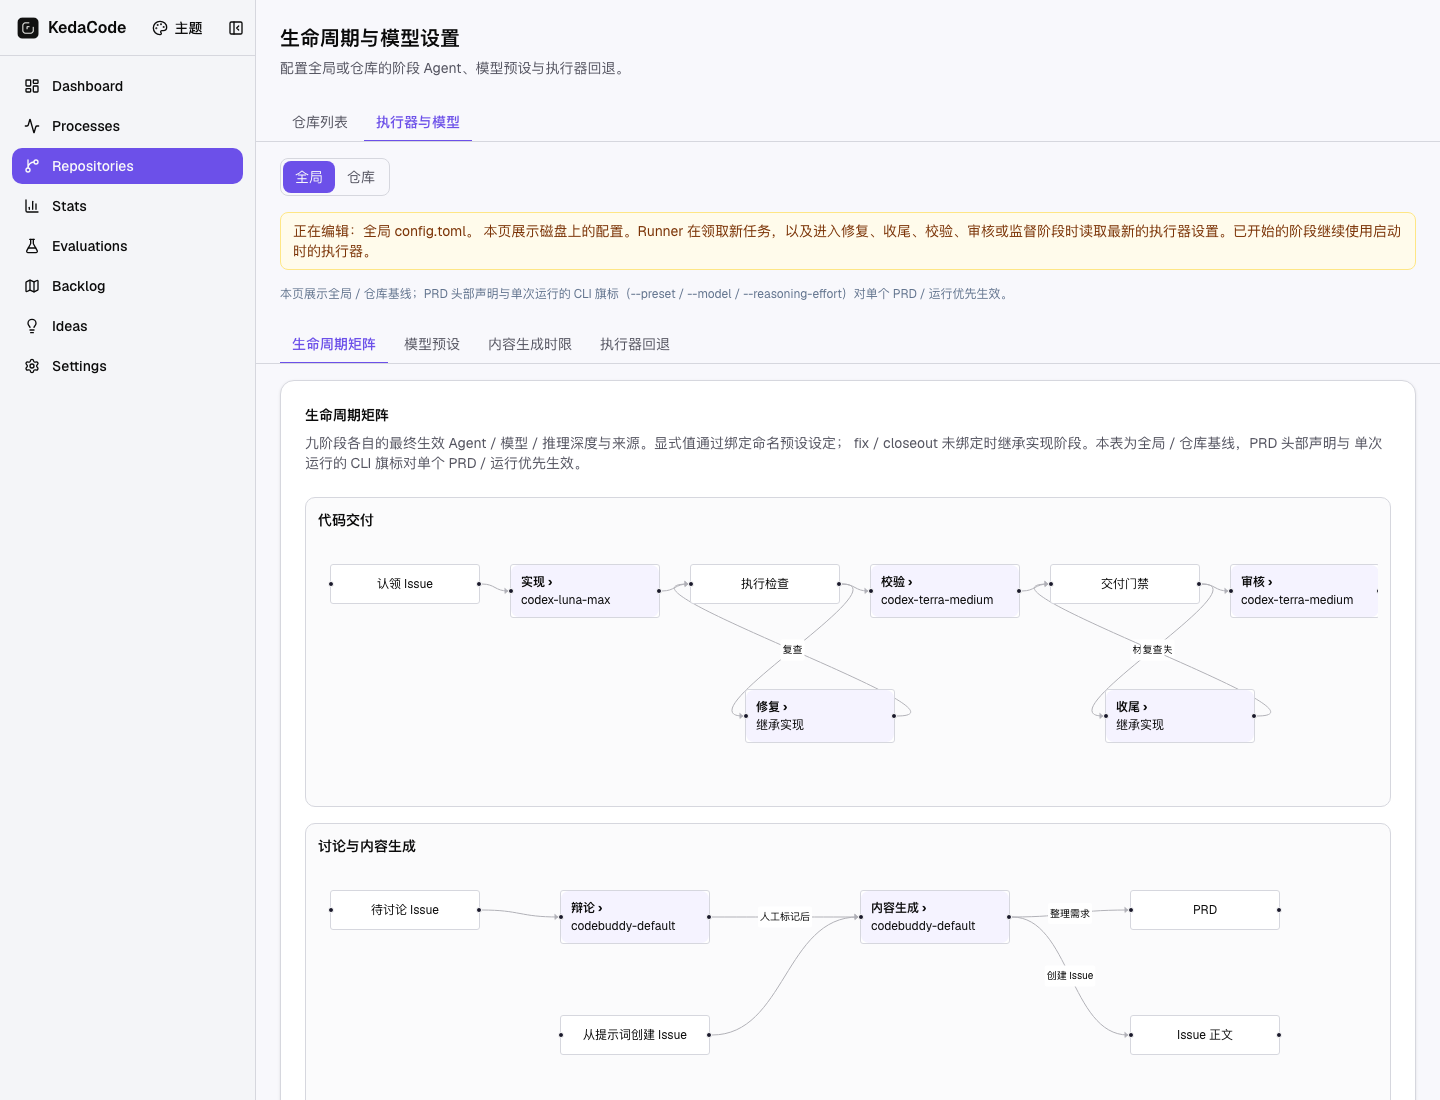 KedaCode
主题
Dashboard
Processes
Repositories
Stats
Evaluations
Backlog
Ideas
Settings
生命周期与模型设置
配置全局或仓库的阶段 Agent、模型预设与执行器回退。
仓库列表
执行器与模型
全局
仓库
正在编辑：全局 config.toml。 本页展示磁盘上的配置。Runner 在领取新任务，以及进入修复、收尾、校验、审核或监督阶段时读取最新的执行器设置。已开始的阶段继续使用启动
时的执行器。
本页展示全局 / 仓库基线；PRD 头部声明与单次运行的 CLI 旗标（--preset / --model / --reasoning-effort）对单个 PRD / 运行优先生效。
生命周期矩阵
模型预设
内容生成时限
执行器回退
生命周期矩阵
九阶段各自的最终生效 Agent / 模型 / 推理深度与来源。显式值通过绑定命名预设设定； fix / closeout 未绑定时继承实现阶段。本表为全局 / 仓库基线，PRD 头部声明与 单次
运行的 CLI 旗标对单个 PRD / 运行优先生效。
代码交付
认领 Issue
实现 ›
codex-luna-max
执行检查
校验 ›
codex-terra-medium
交付门禁
审核 ›
codex-terra-medium
复查
复查失
修复 ›
继承实现
收尾 ›
继承实现
讨论与内容生成
待讨论 Issue
辩论 ›
codebuddy-default
人工标记后
内容生成 ›
codebuddy-default
整理需求
PRD
创建 Issue
从提示词创建 Issue
Issue 正文